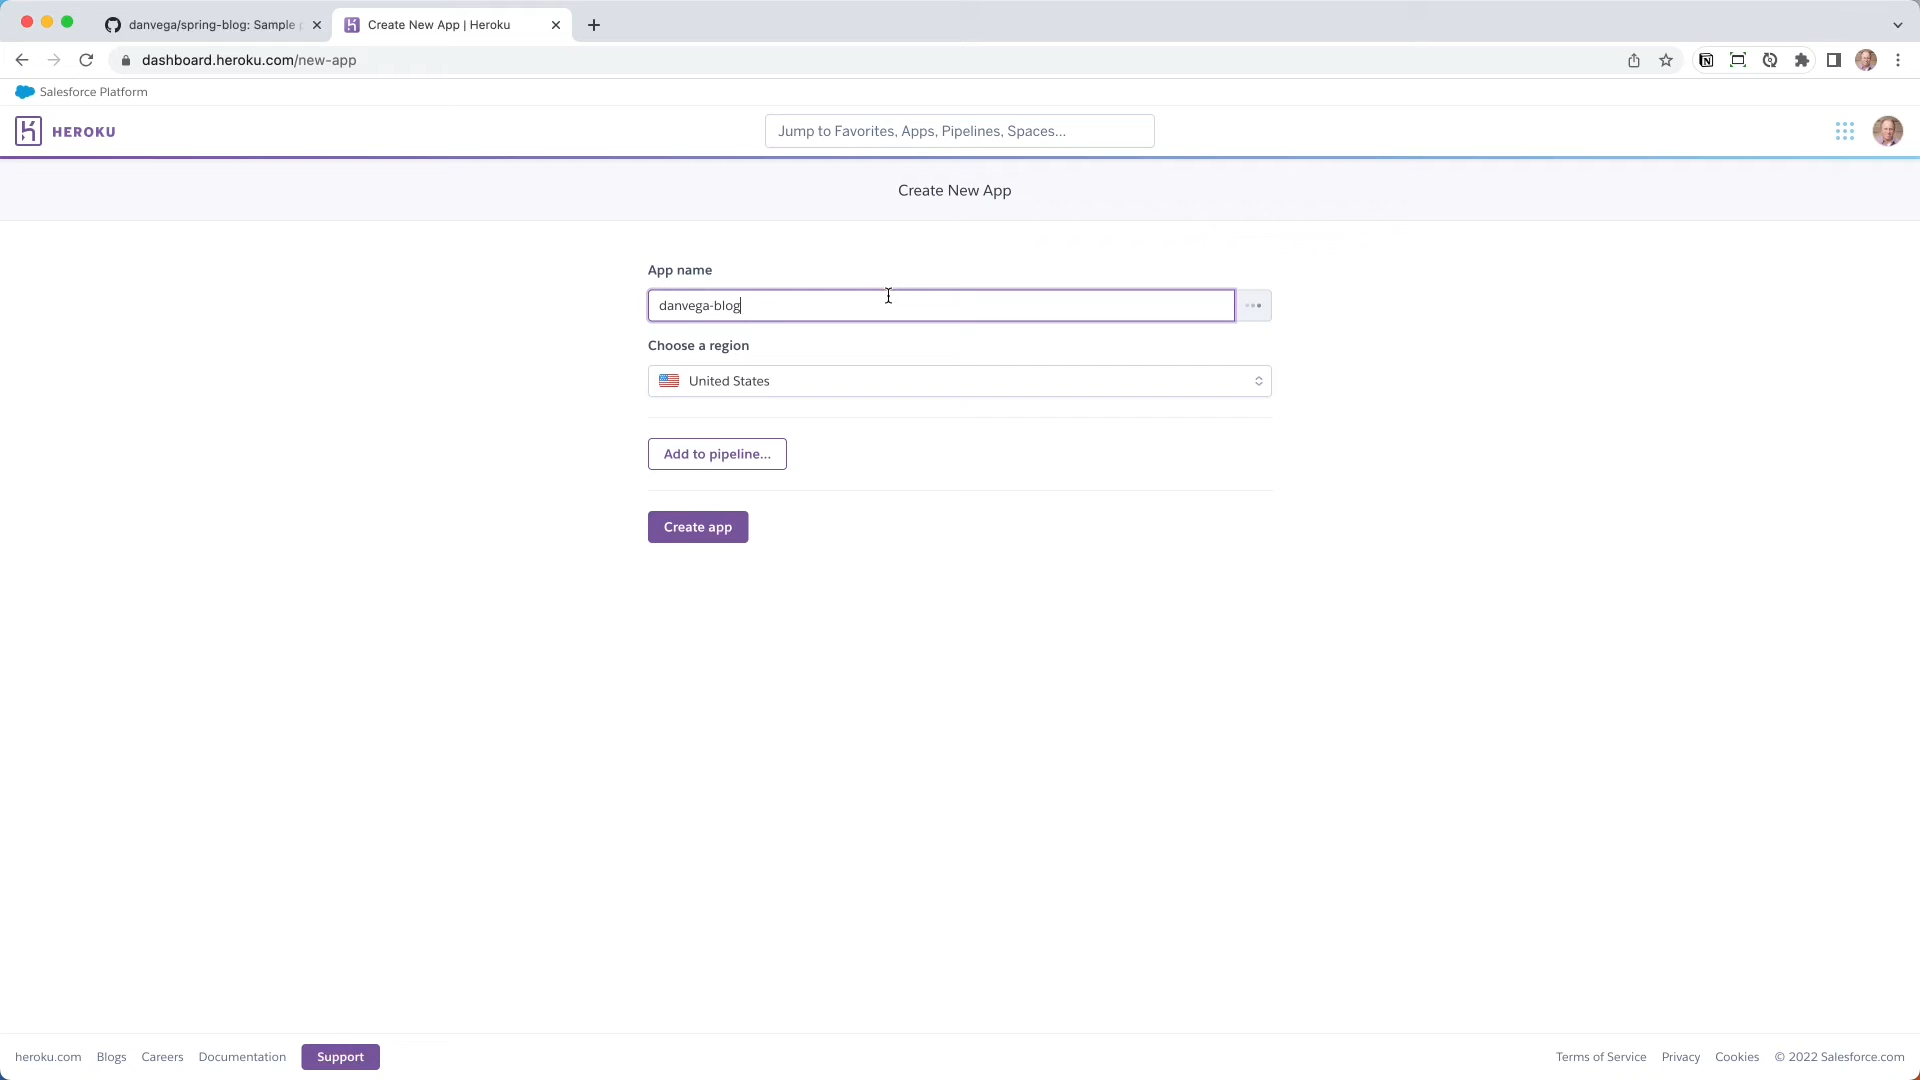 danvega/spring-blog: Sample
Create New App | Heroku
dashboard.heroku.com/new-app
Salesforce Platform
HEROKU
Jump to Favorites, Apps, Pipelines, Spaces...
Create New App
App name
danvega-blog
Choose a region
United States
Add to pipeline...
Create app
heroku.com Blogs Careers Documentation Support
Terms of Service Privacy Cookies © 2022 Salesforce.com